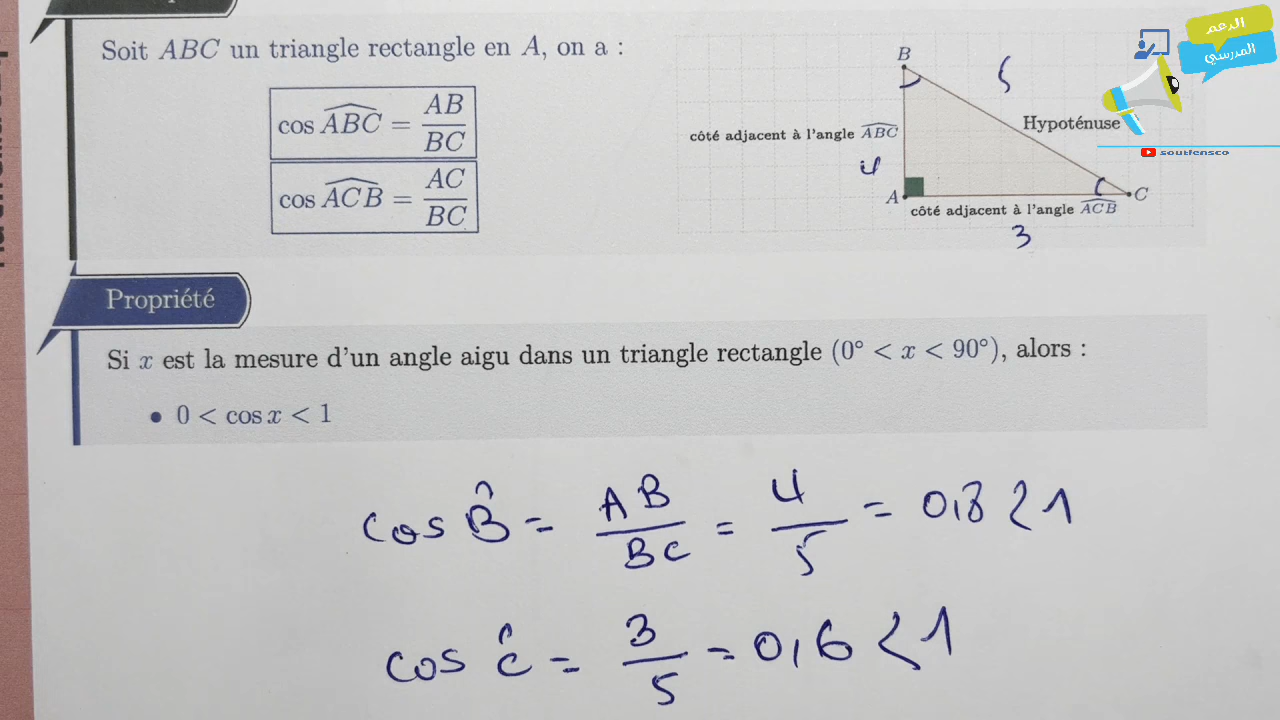 Soit ABC un triangle rectangle en A, on a :
cos ABC = AB/BC
cos ACB = AC/BC
B
5
Hypoténuse
côté adjacent à l'angle ABC
4
A
C
côté adjacent à l'angle ACB
3
الدعم
المدرسي
soutiensco
Propriété
Si x est la mesure d'un angle aigu dans un triangle rectangle (0° < x < 90°), alors :
• 0 < cos x < 1
cos B̂ = AB/BC = 4/5 = 0,8 < 1
cos Ĉ = 3/5 = 0,6 < 1